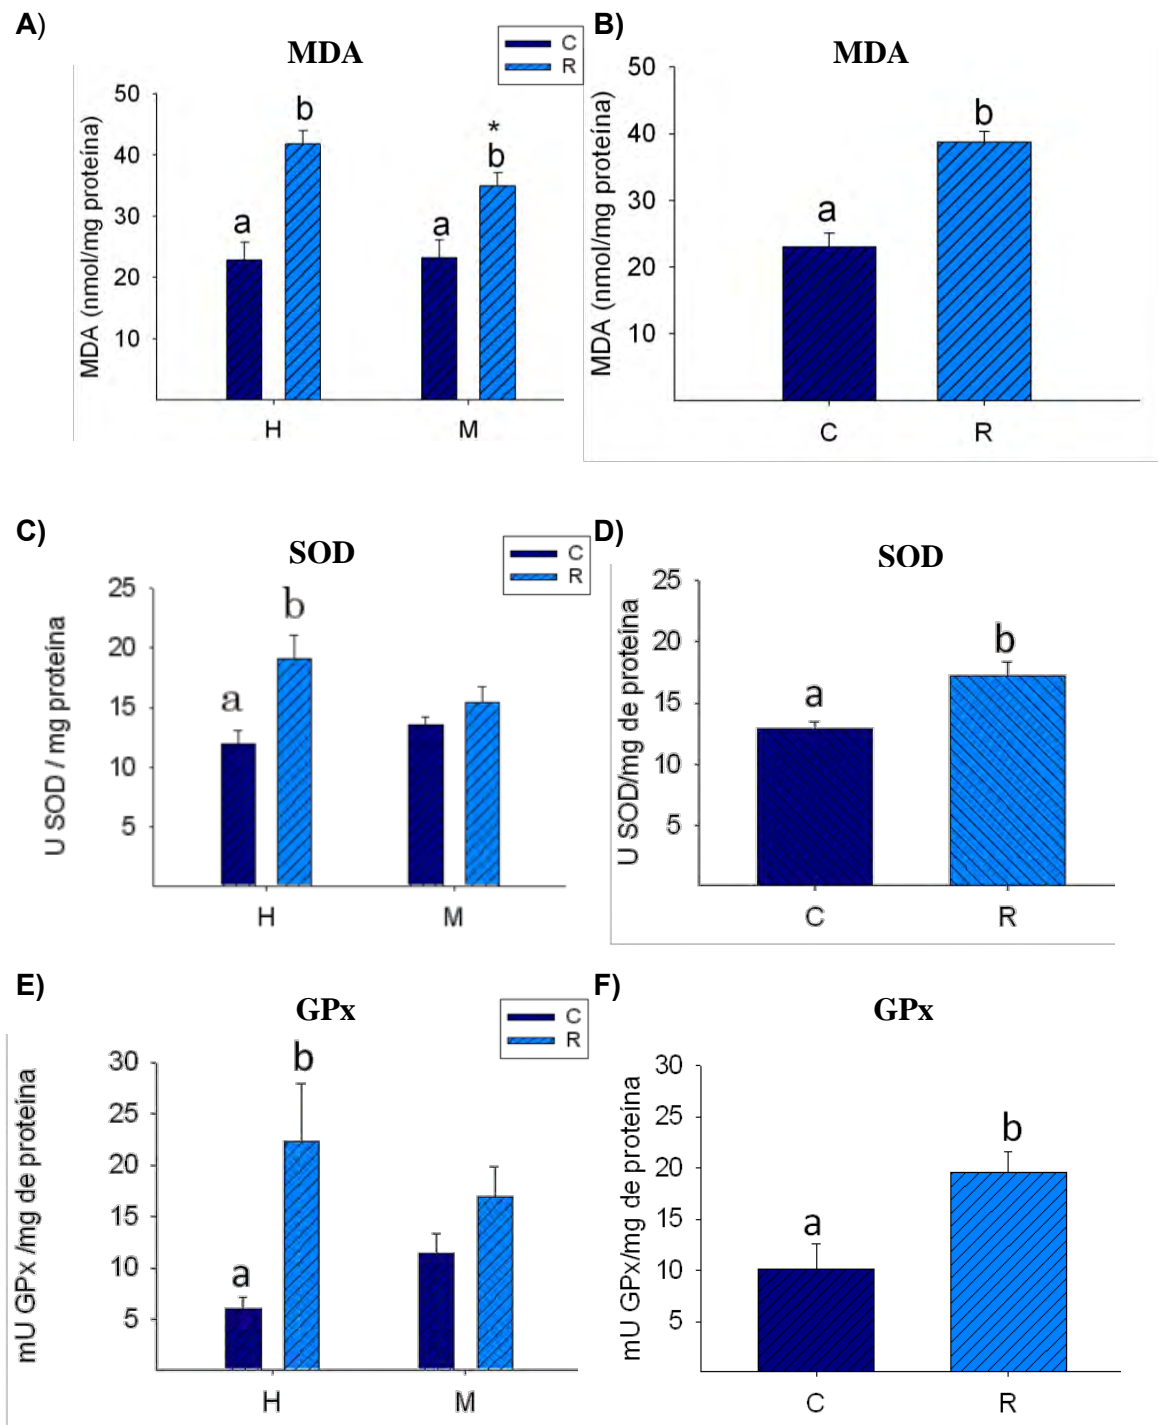 A)
MDA
C
R
MDA (nmol/mg proteína)
50
40
30
20
10
a
b
a
*
b
H
M
B)
MDA
MDA (nmol/mg proteína)
50
40
30
20
10
a
b
C
R
C)
SOD
C
R
U SOD / mg proteína
25
20
15
10
5
a
b
H
M
D)
SOD
U SOD/mg de proteína
25
20
15
10
5
a
b
C
R
E)
GPx
C
R
mU GPx /mg de proteína
30
25
20
15
10
5
a
b
H
M
F)
GPx
mU GPx/mg de proteína
30
25
20
15
10
5
a
b
C
R